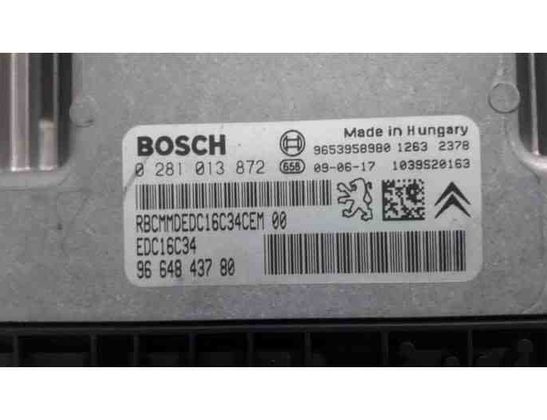 Made in Hungary
BOSCH 9653958980 1263 2378
0 281 013 872 658 09-06-17 1039S20163
RBCMMDEDC16C34CEM 00
EDC16C34
96 648 437 80